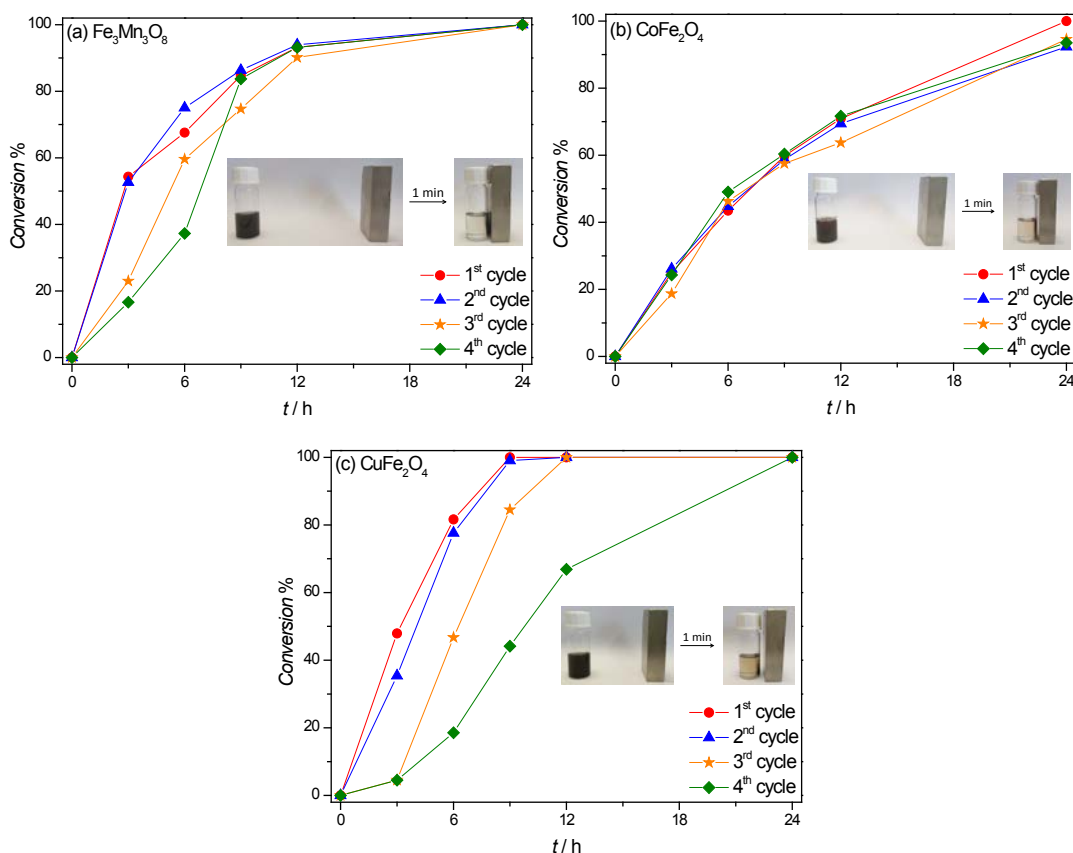 (a) Fe₃Mn₃O₈
Conversion %
100
80
60
40
20
0
1 min
1ˢᵗ cycle
2ⁿᵈ cycle
3ʳᵈ cycle
4ᵗʰ cycle
0 6 12 18 24
t / h
(b) CoFe₂O₄
Conversion %
100
80
60
40
20
0
1 min
1ˢᵗ cycle
2ⁿᵈ cycle
3ʳᵈ cycle
4ᵗʰ cycle
0 6 12 18 24
t / h
(c) CuFe₂O₄
Conversion %
100
80
60
40
20
0
1 min
1ˢᵗ cycle
2ⁿᵈ cycle
3ʳᵈ cycle
4ᵗʰ cycle
0 6 12 18 24
t / h